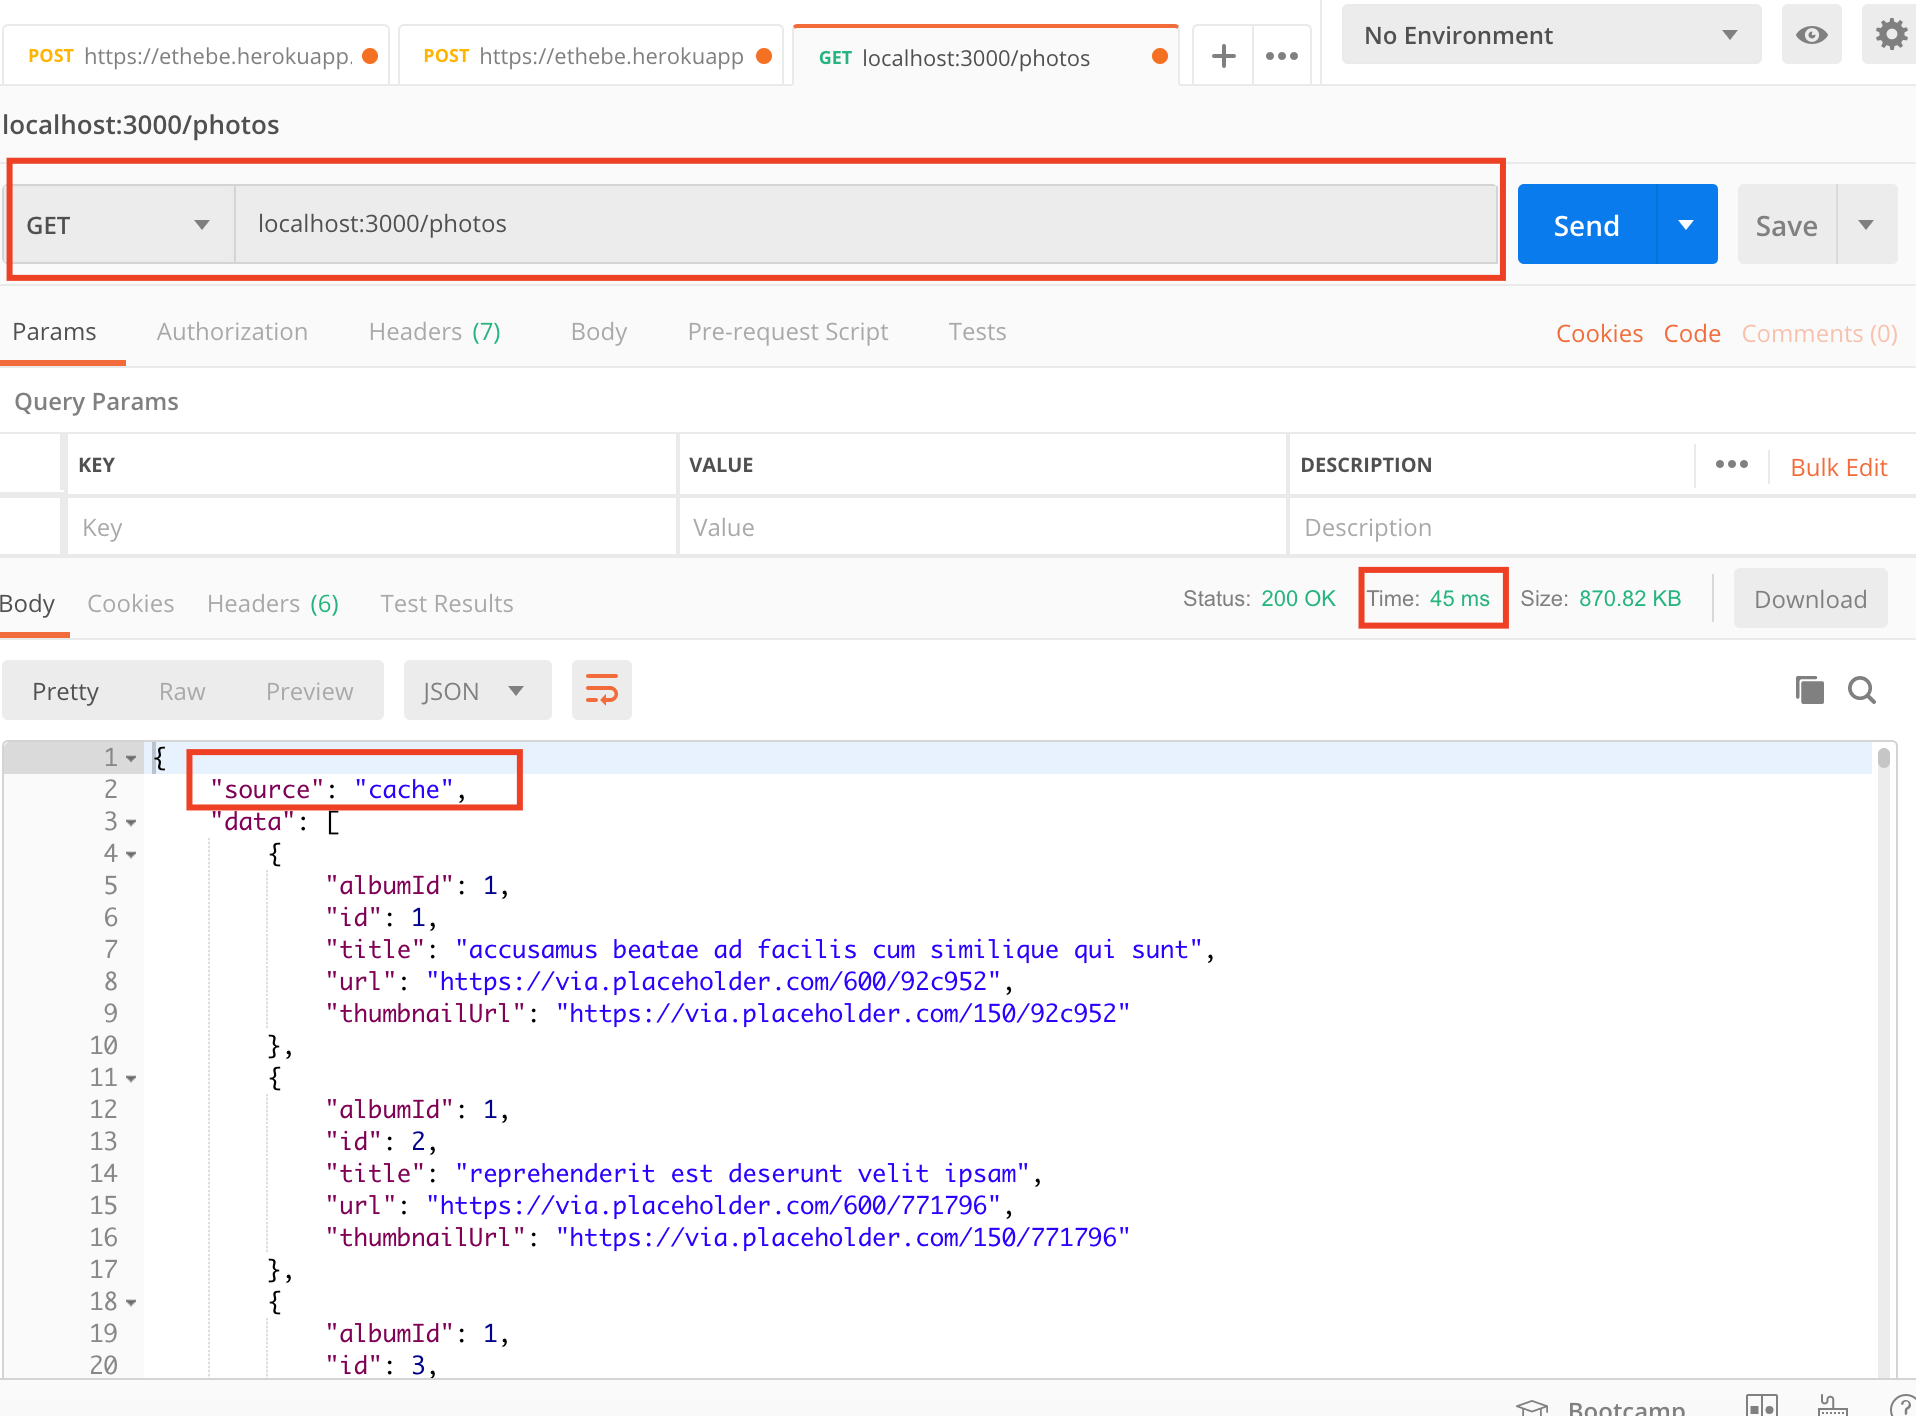 POST https://ethebe.herokuapp. POST https://ethebe.herokuapp GET localhost:3000/photos No Environment
localhost:3000/photos
GET localhost:3000/photos Send Save
Params Authorization Headers (7) Body Pre-request Script Tests Cookies Code Comments (0)
Query Params
KEY VALUE DESCRIPTION Bulk Edit
Key Value Description
Body Cookies Headers (6) Test Results Status: 200 OK Time: 45 ms Size: 870.82 KB Download
Pretty Raw Preview JSON
1 {
2 "source": "cache",
3 "data": [
4 {
5 "albumId": 1,
6 "id": 1,
7 "title": "accusamus beatae ad facilis cum similique qui sunt",
8 "url": "https://via.placeholder.com/600/92c952",
9 "thumbnailUrl": "https://via.placeholder.com/150/92c952"
10 },
11 {
12 "albumId": 1,
13 "id": 2,
14 "title": "reprehenderit est deserunt velit ipsam",
15 "url": "https://via.placeholder.com/600/771796",
16 "thumbnailUrl": "https://via.placeholder.com/150/771796"
17 },
18 {
19 "albumId": 1,
20 "id": 3,
Bootcamp